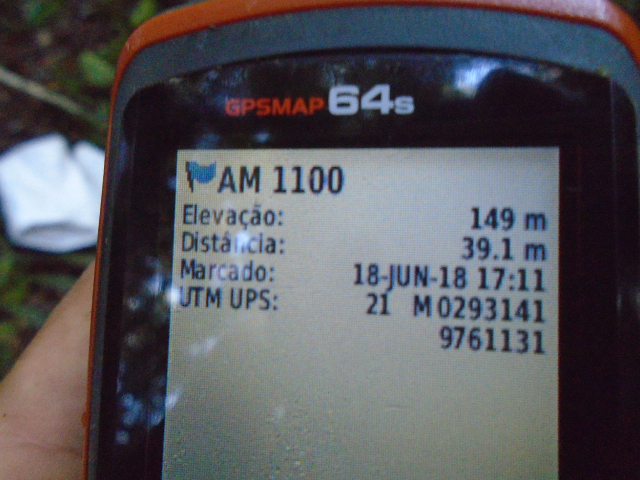 GPSMAP 64s
AM 1100
Elevação: 149 m
Distância: 39.1 m
Marcado: 18-JUN-18 17:11
UTM UPS: 21 M 0293141
9761131